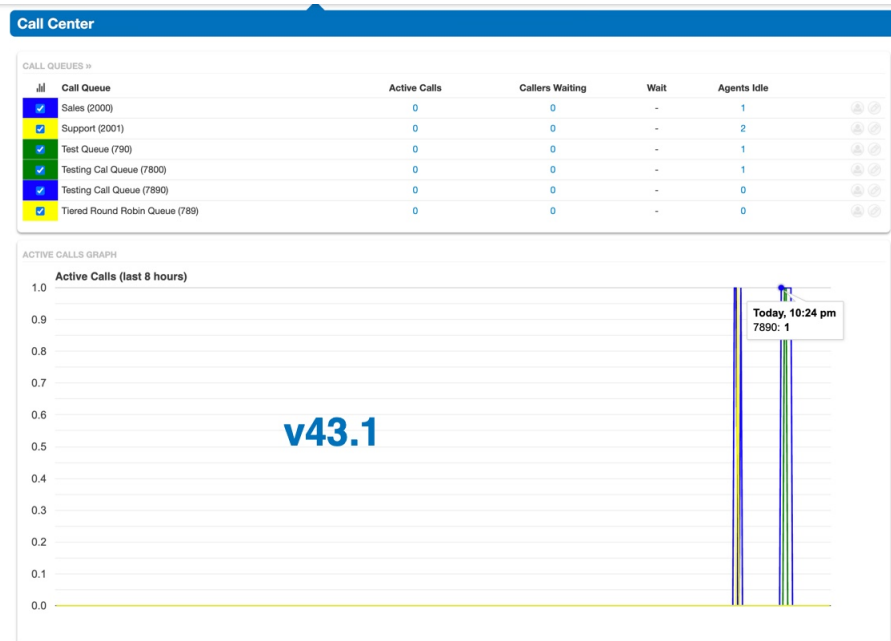 Call Center
CALL QUEUES »
Call Queue Active Calls Callers Waiting Wait Agents Idle
Sales (2000) 0 0 - 1
Support (2001) 0 0 - 2
Test Queue (790) 0 0 - 1
Testing Cal Queue (7800) 0 0 - 1
Testing Call Queue (7890) 0 0 - 0
Tiered Round Robin Queue (789) 0 0 - 0
ACTIVE CALLS GRAPH
Active Calls (last 8 hours)
1.0
Today, 10:24 pm
7890: 1
0.9
0.8
0.7
0.6
v43.1
0.5
0.4
0.3
0.2
0.1
0.0